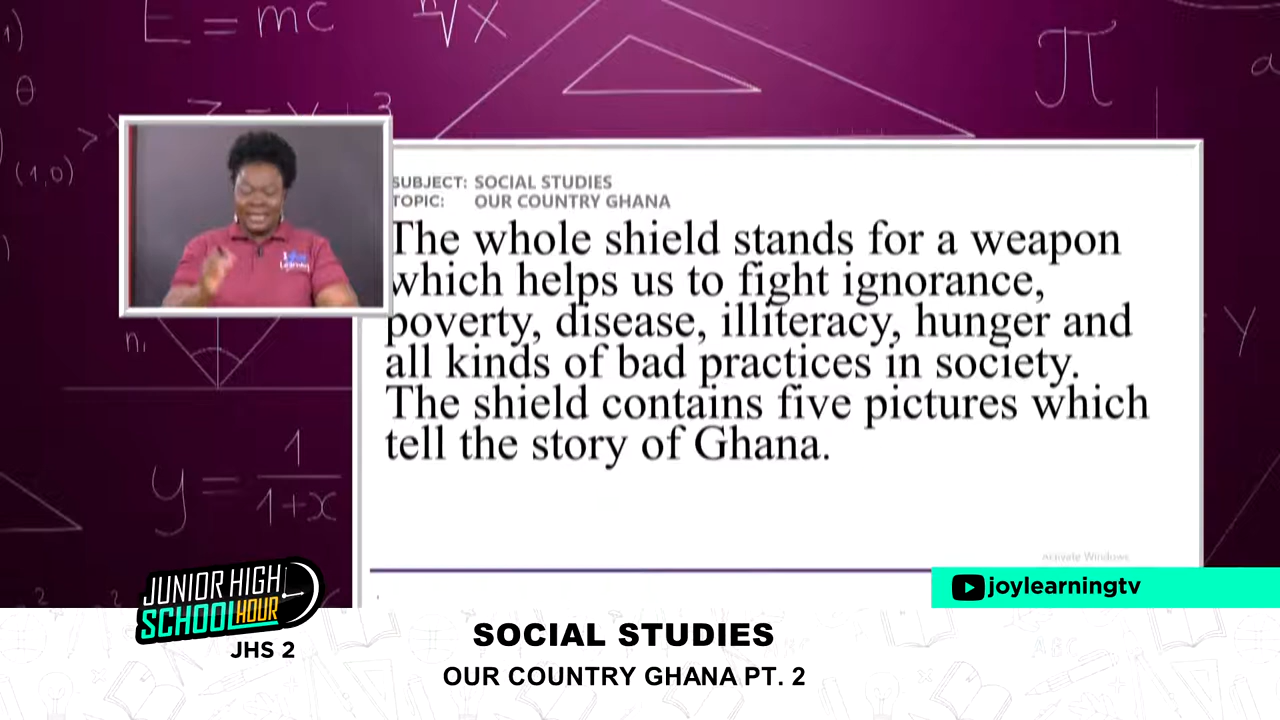 1)
E = mc
n√x
π
a
θ
z = y + 3
> y
(1,0)
)
SUBJECT: SOCIAL STUDIES
TOPIC: OUR COUNTRY GHANA
The whole shield stands for a weapon
which helps us to fight ignorance,
poverty, disease, illiteracy, hunger and
all kinds of bad practices in society.
The shield contains five pictures which
tell the story of Ghana.
n,
Y
y = 1
1+x
Activate Windows
joylearningtv
JUNIOR HIGH
SCHOOL HOUR
JHS 2
SOCIAL STUDIES
OUR COUNTRY GHANA PT. 2
ABC